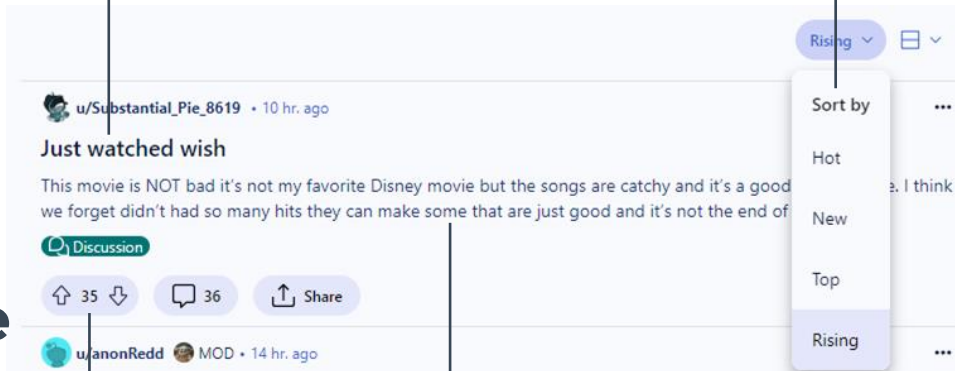 Rising
u/Substantial_Pie_8619 • 10 hr. ago
Sort by
Just watched wish
Hot
This movie is NOT bad it's not my favorite Disney movie but the songs are catchy and it's a good e. I think
we forget didn't had so many hits they can make some that are just good and it's not the end of
New
Discussion
Top
35
36
Share
Rising
u/anonRedd MOD • 14 hr. ago